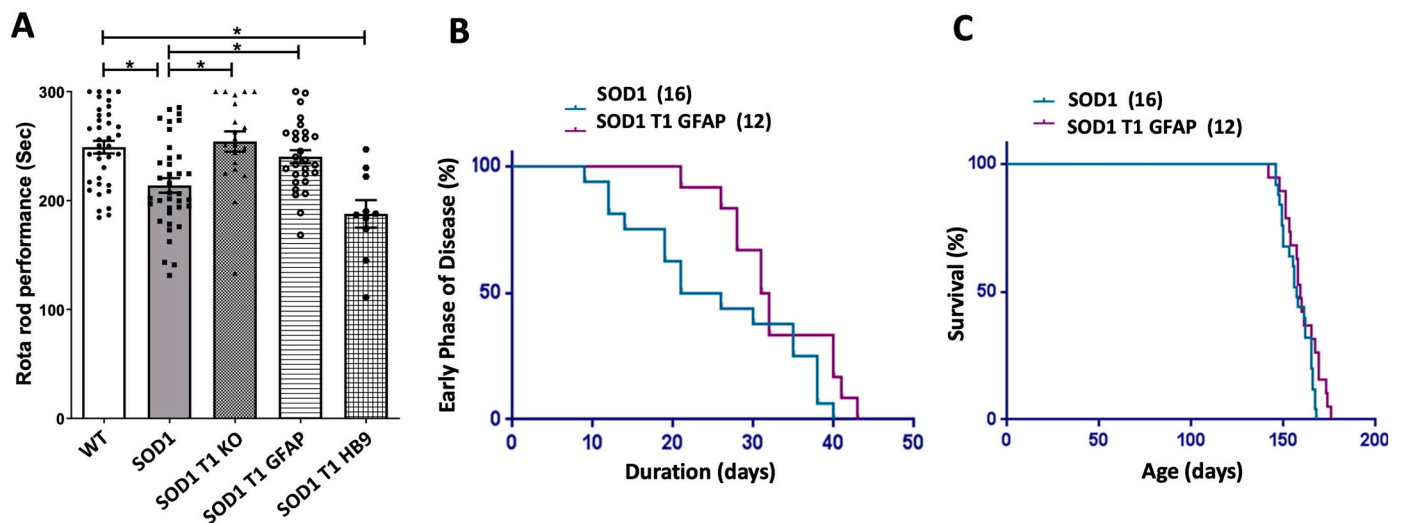 A
*
*
*
*
Rota rod performance (Sec)
300
200
100
0
WT
SOD1
SOD1 T1 KO
SOD1 T1 GFAP
SOD1 T1 HB9
B
SOD1 (16)
SOD1 T1 GFAP (12)
Early Phase of Disease (%)
100
50
0
0 10 20 30 40 50
Duration (days)
C
SOD1 (16)
SOD1 T1 GFAP (12)
Survival (%)
100
50
0
0 50 100 150 200
Age (days)